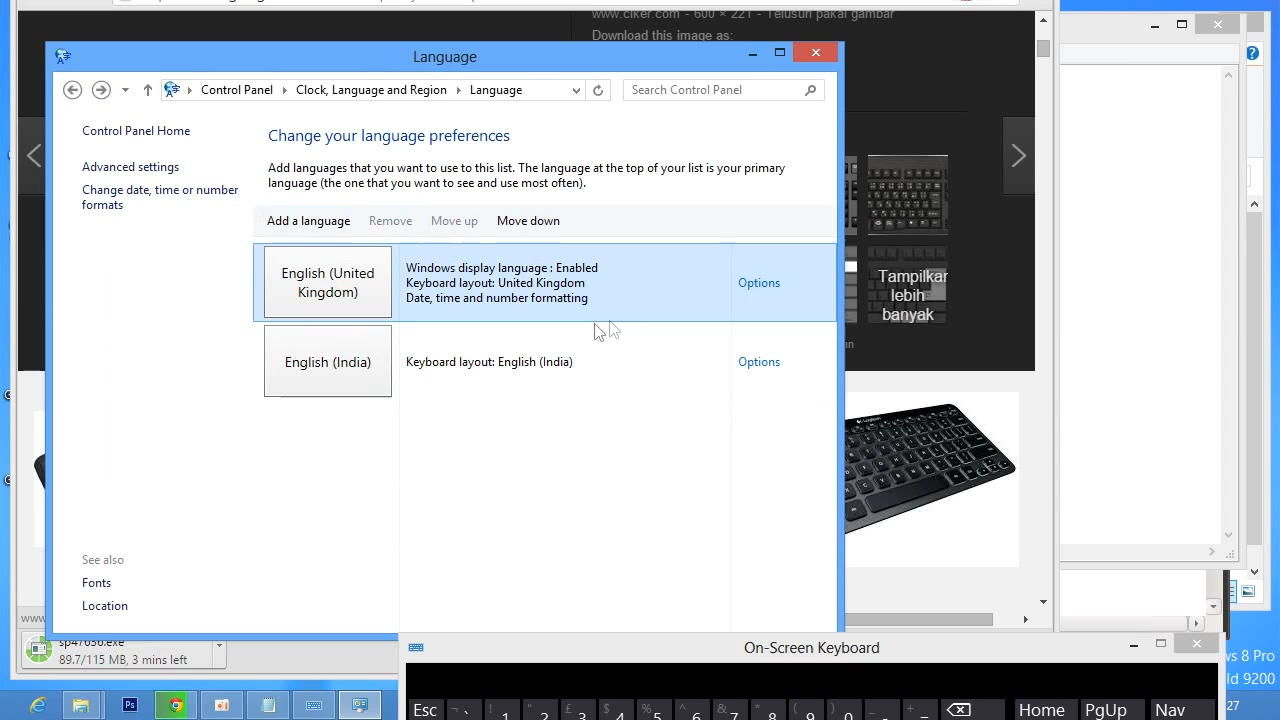 www.ciker.com - 600 × 221 - Telusuri pakai gambar
Download this image as:
Language
Control Panel
Clock, Language and Region
Language
Search Control Panel
Control Panel Home
Advanced settings
Change date, time or number
formats
Change your language preferences
Add languages that you want to use to this list. The language at the top of your list is your primary
language (the one that you want to see and use most often).
Add a language
Remove
Move up
Move down
English (United
Kingdom)
Windows display language : Enabled
Keyboard layout: United Kingdom
Date, time and number formatting
Options
English (India)
Keyboard layout: English (India)
Options
Tampilkan
lebih
banyak
See also
Fonts
Location
www
sp47636.exe
89.7/115 MB, 3 mins left
On-Screen Keyboard
Esc
¬ `
! 1
" 2
£ 3
$ 4
% 5
^ 6
& 7
* 8
( 9
) 0
_ -
+ =
Home
PgUp
Nav
ws 8 Pro
ld 9200
27